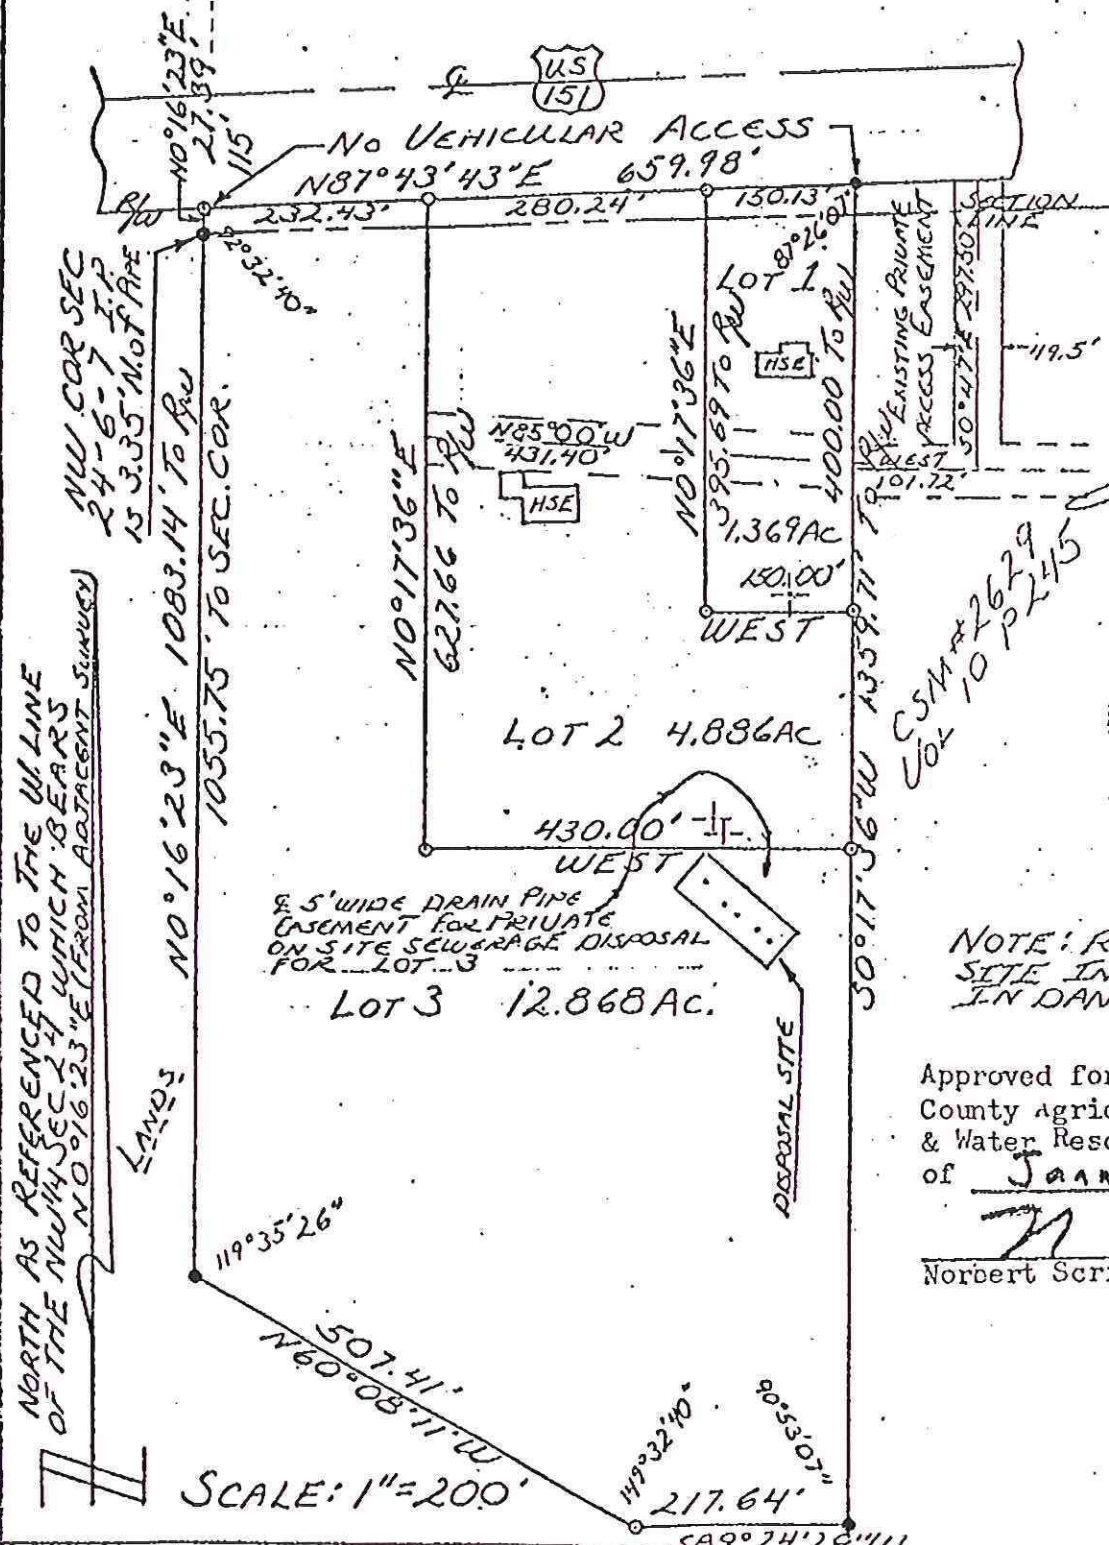 N0°16'23"E
27.39'
115'
℄
US
151
NO VEHICULAR ACCESS
N87°43'43"E
659.98'
R/W
232.43'
280.24'
150.13'
SECTION
LINE
87°26'07"
LOT 1
HSE
EXISTING PRIVATE
ACCESS EASEMENT
297.50
119.5'
NW COR SEC
24-6-7 I.P.
IS 3.35' N. OF PIPE
N0°16'23"E 1083.14' TO R/W
1055.75' TO SEC. COR.
N0°17'36"E
627.66 TO R/W
N85°00'W
431.40'
HSE
N0°17'36"E
395.69 TO R/W
400.00 TO R/W
WEST
101.72'
1.369AC
150.00'
WEST
S0°17'36"W 1359.71' TO R/W
CSM #2629
VOL 10 P 245
LOT 2 4.886AC
430.00'
WEST
℄ 5' WIDE DRAIN PIPE
EASEMENT FOR PRIVATE
ON SITE SEWERAGE DISPOSAL
FOR LOT 3
LOT 3 12.868AC.
DISPOSAL SITE
NOTE: R
SITE IN
IN DAN
Approved for
County Agric
& Water Reso
of
Norbert Scri
NORTH AS REFERENCED TO THE W. LINE
OF THE NW1/4 SEC 24 WHICH BEARS
N0°16'23"E (FROM ADJACENT SURVEY)
LANDS
119°35'26"
507.41'
N60°08'11"W
149°32'40"
90°53'07"
217.64'
SCALE: 1"=200'